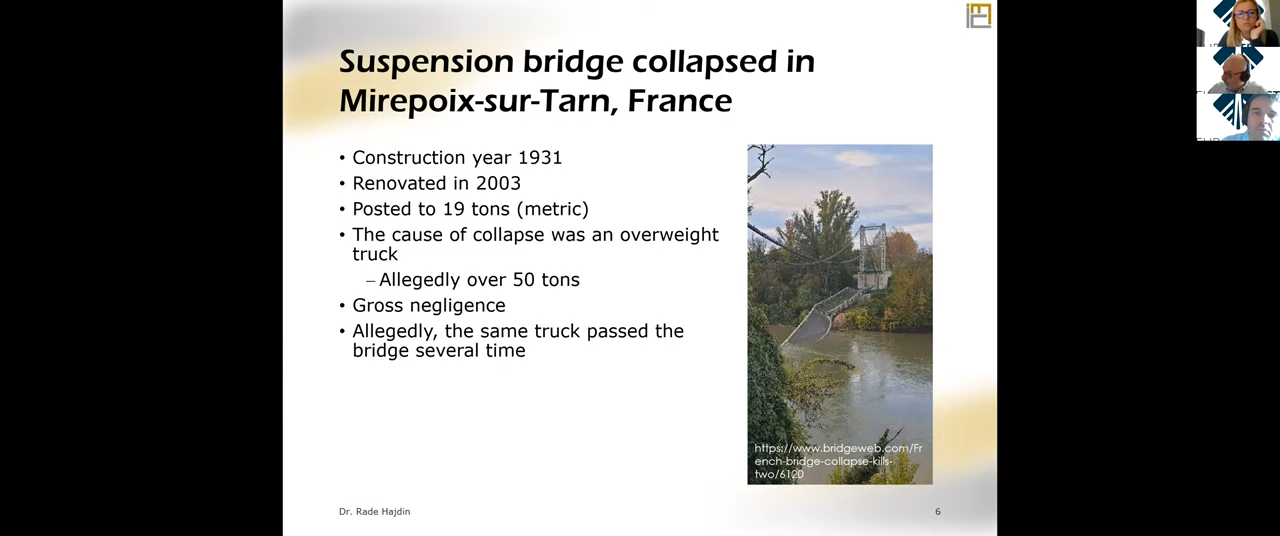 Suspension bridge collapsed in
Mirepoix-sur-Tarn, France
• Construction year 1931
• Renovated in 2003
• Posted to 19 tons (metric)
• The cause of collapse was an overweight
truck
– Allegedly over 50 tons
• Gross negligence
• Allegedly, the same truck passed the
bridge several time
https://www.bridgeweb.com/Fr
ench-bridge-collapse-kills-
two/6120
Dr. Rade Hajdin
6